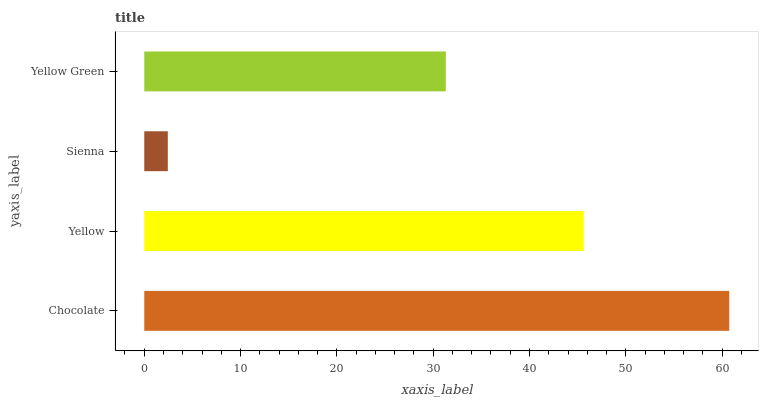 title
Yellow Green
Sienna
Yellow
Chocolate
yaxis_label
0 10 20 30 40 50 60
xaxis_label